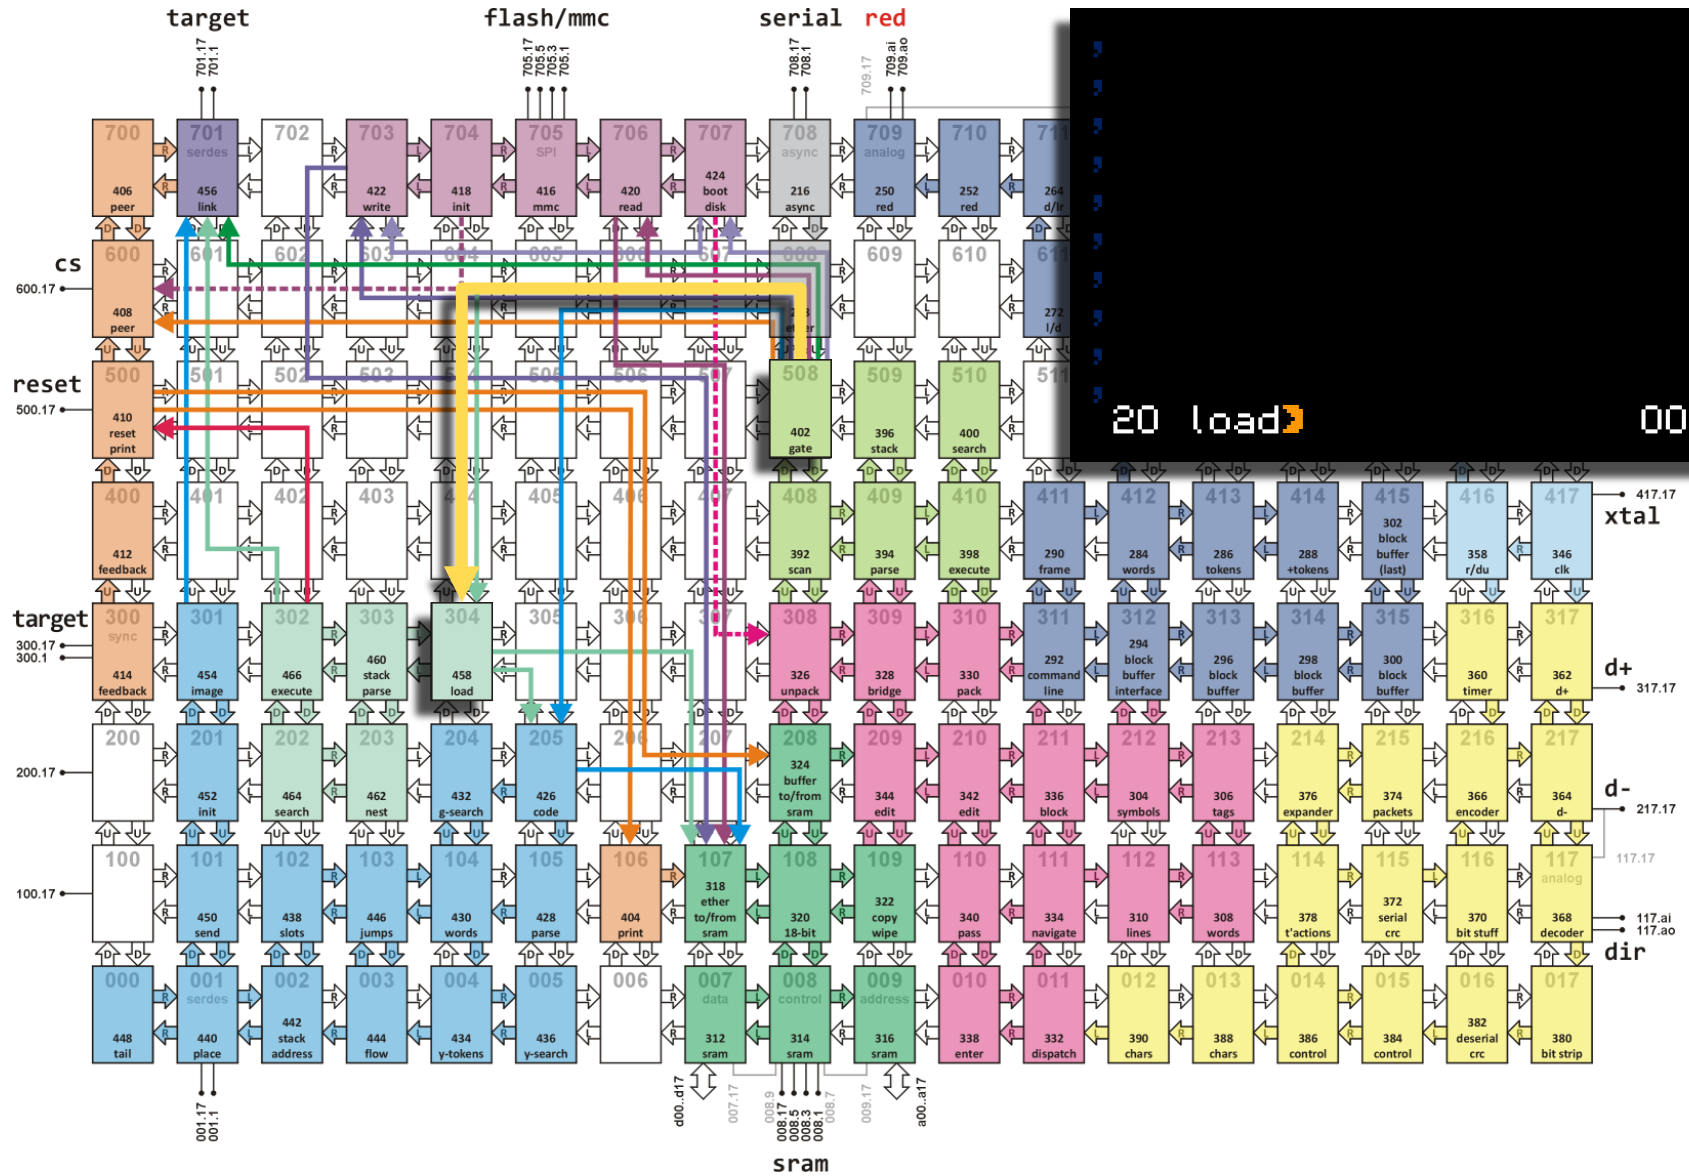 target flash/mmc serial red
701.17 701.1 705.17 705.5 705.3 705.1 708.17 708.1 709.17 709.ai 709.ao
700 701 702 703 704 705 706 707 708 709 710 711
serdes SPI async analog
406 peer 456 link 422 write 418 init 416 mmc 420 read 424 boot disk 216 async 250 red 252 red 264 d/lr
cs
600.17
600 601 602 603 604 605 606 607 608 609 610 611
408 peer ether 272 l/d
reset
500.17
500 501 502 505 507 508 509 510 511
410 reset print 402 gate 396 stack 400 search
20 load 00
400 401 402 403 404 405 406 407 408 409 410 411 412 413 414 415 416 417
412 feedback 392 scan 394 parse 398 execute 290 frame 284 words 286 tokens 288 +tokens 302 block buffer (last) 358 r/du 346 clk
417.17
xtal
target
300.17
300.1
300 301 302 303 304 305 306 307 308 309 310 311 312 313 314 315 316 317
sync
414 feedback 454 image 466 execute 460 stack parse 458 load 326 unpack 328 bridge 330 pack 292 command line 294 block buffer interface 296 block buffer 298 block buffer 300 block buffer 360 timer 362 d+
d+
317.17
200.17
200 201 202 203 204 205 206 207 208 209 210 211 212 213 214 215 216 217
452 init 464 search 462 nest 432 g-search 426 code 324 buffer to/from sram 344 edit 342 edit 336 block 304 symbols 306 tags 376 expander 374 packets 366 encoder 364 d-
d-
217.17
117.17
100.17
100 101 102 103 104 105 106 107 108 109 110 111 112 113 114 115 116 117
analog
450 send 438 slots 446 jumps 430 words 428 parse 404 print 318 ether to/from sram 320 18-bit 322 copy wipe 340 pass 334 navigate 310 lines 308 words 378 t'actions 372 serial crc 370 bit stuff 368 decoder
117.ai
117.ao
dir
000 001 002 003 004 005 006 007 008 009 010 011 012 013 014 015 016 017
serdes data control address
448 tail 440 place 442 stack address 444 flow 434 y-tokens 436 y-search 312 sram 314 sram 316 sram 338 enter 332 dispatch 390 chars 388 chars 386 control 384 control 382 deserial crc 380 bit strip
001.17 001.1 d00..d17 007.17 008.9 008.17 008.5 008.3 008.1 008.7 009.17 a00..a17
sram